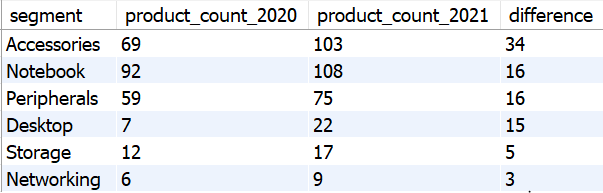 segment product_count_2020 product_count_2021 difference
Accessories 69 103 34
Notebook 92 108 16
Peripherals 59 75 16
Desktop 7 22 15
Storage 12 17 5
Networking 6 9 3